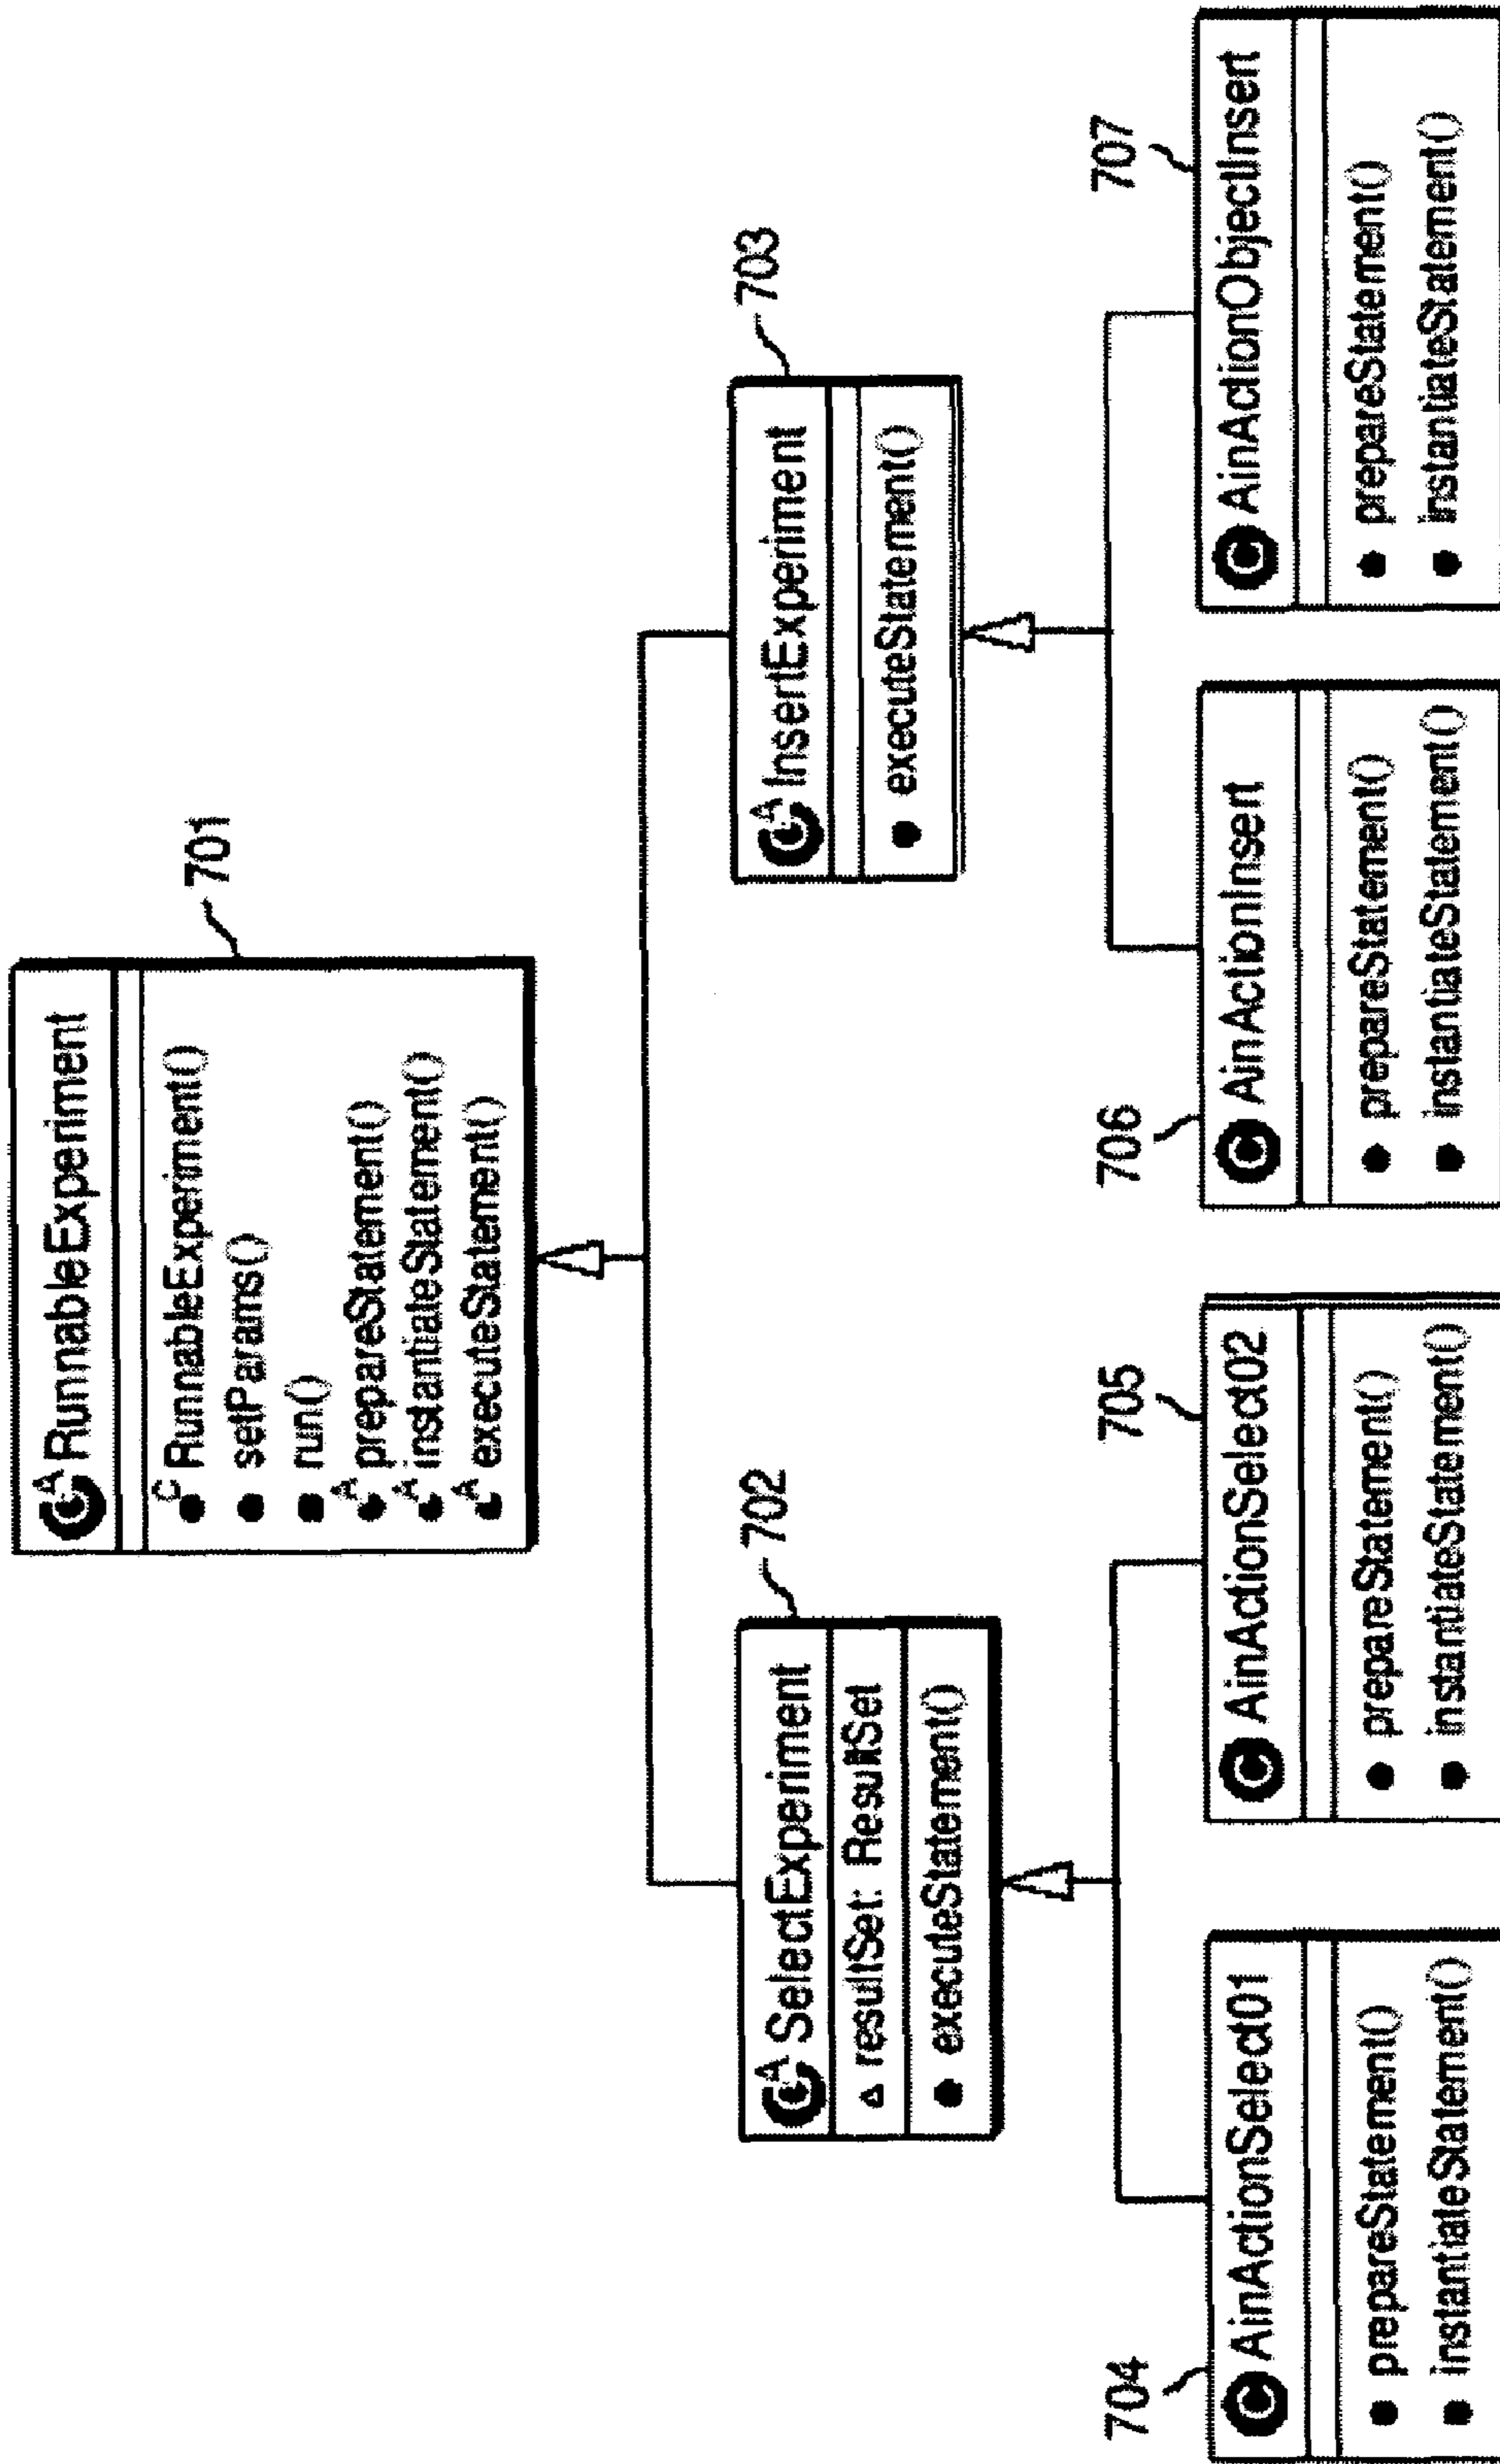 701
RunnableExperiment
RunnableExperiment()
setParams()
run()
prepareStatement()
instantiateStatement()
executeStatement()
702
SelectExperiment
resultSet: ResultSet
executeStatement()
703
InsertExperiment
executeStatement()
704
AinActionSelect01
prepareStatement()
instantiateStatement()
705
AinActionSelect02
prepareStatement()
instantiateStatement()
706
AinActionInsert
prepareStatement()
instantiateStatement()
707
AinActionObjectInsert
prepareStatement()
instantiateStatement()